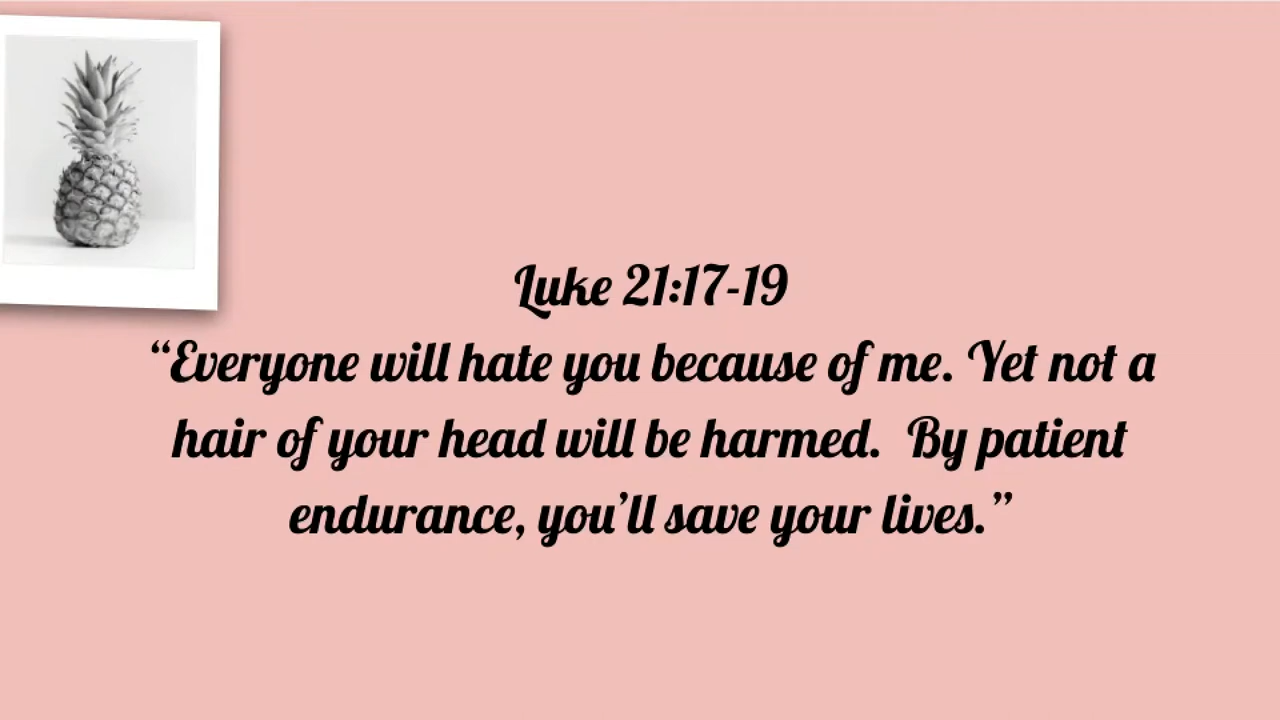 Luke 21:17-19
“Everyone will hate you because of me. Yet not a
hair of your head will be harmed.  By patient
endurance, you’ll save your lives.”